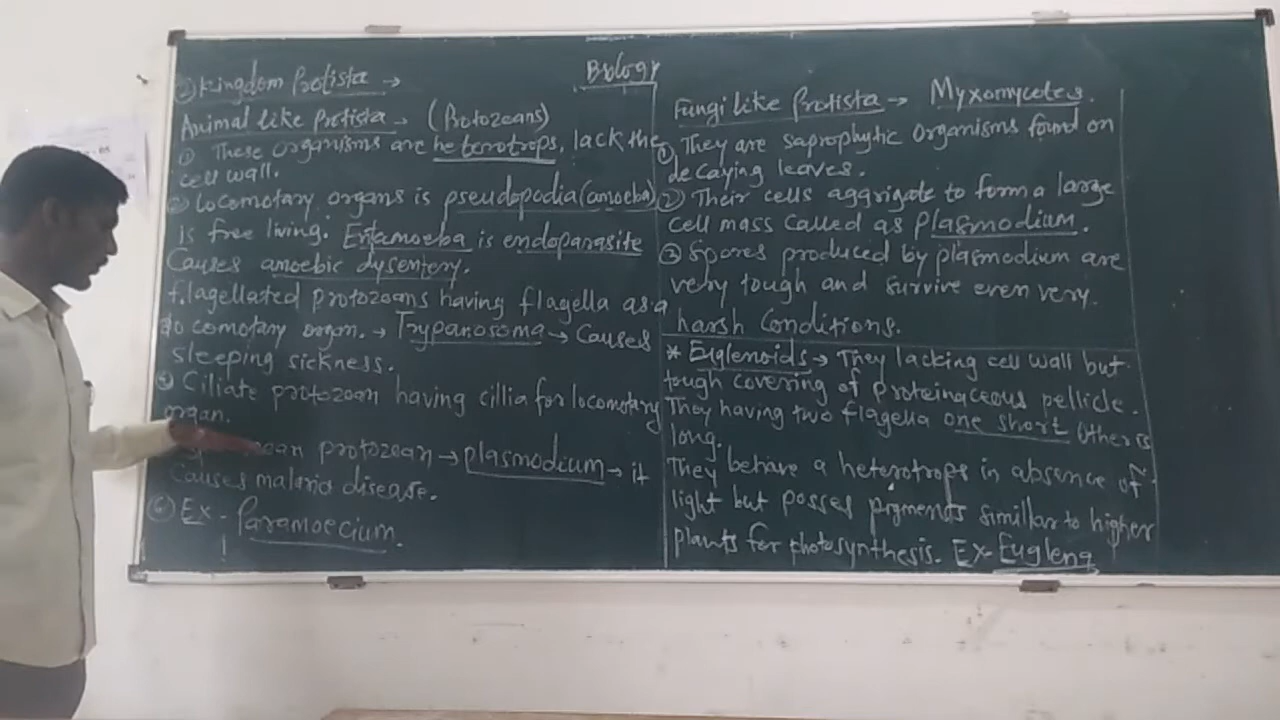 Biology
② Kingdom Protista →
Animal like Protista → (Protozoans)
① These organisms are heterotrops, lack the
cell wall.
② Locomotary organs is pseudopodia (amoeba)
is free living. Entamoeba is endoparasite
Causes amoebic dysentery.
flagellated protozoans having flagella as a
lo comotary organ. → Trypanosoma → Causes
sleeping sickness.
④ Ciliate protozoan having cillia for locomotary
organ.
protozoan → plasmodium → it
Causes malaria disease.
⑥ Ex - Paramoecium.
Fungi like Protista → Myxomycotes.
① They are saprophytic organisms found on
decaying leaves.
② Their cells aggrigate to form a large
cell mass called as plasmodium.
③ Spores produced by plasmodium are
very tough and survive even very
harsh Conditions.
* Euglenoids → They lacking cell wall but
tough covering of proteinaceous pellicle.
They having two flagella one short other is
long.
They behave a heterotrops in absence of
light but posses pigments simillar to higher
plants for photosynthesis. Ex- Euglena